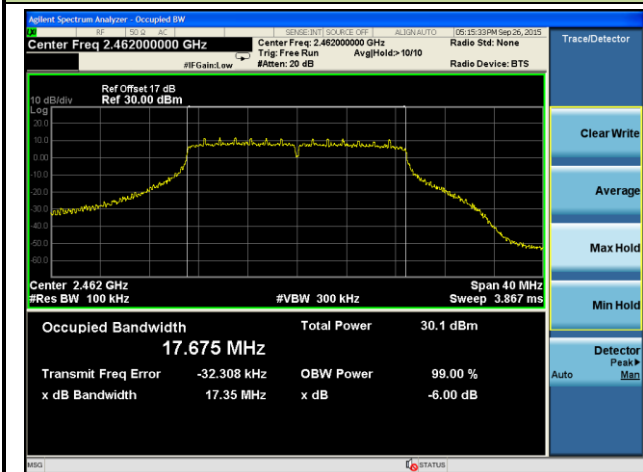 Agilent Spectrum Analyzer - Occupied BW
RF 50 Ω AC SENSE:INT SOURCE OFF ALIGN AUTO 05:15:33 PM Sep 26, 2015
Center Freq 2.462000000 GHz Center Freq: 2.462000000 GHz Radio Std: None Trace/Detector
Trig: Free Run Avg|Hold:>10/10
#IFGain:Low #Atten: 20 dB Radio Device: BTS
Ref Offset 17 dB
10 dB/div Ref 30.00 dBm
Log
20.0
10.0
0.00
-10.0
-20.0
-30.0
-40.0
-50.0
-60.0
Clear Write
Average
Max Hold
Min Hold
Detector
Peak▶
Auto Man
Center 2.462 GHz Span 40 MHz
#Res BW 100 kHz #VBW 300 kHz Sweep 3.867 ms
Occupied Bandwidth Total Power 30.1 dBm
17.675 MHz
Transmit Freq Error -32.308 kHz OBW Power 99.00 %
x dB Bandwidth 17.35 MHz x dB -6.00 dB
MSG STATUS